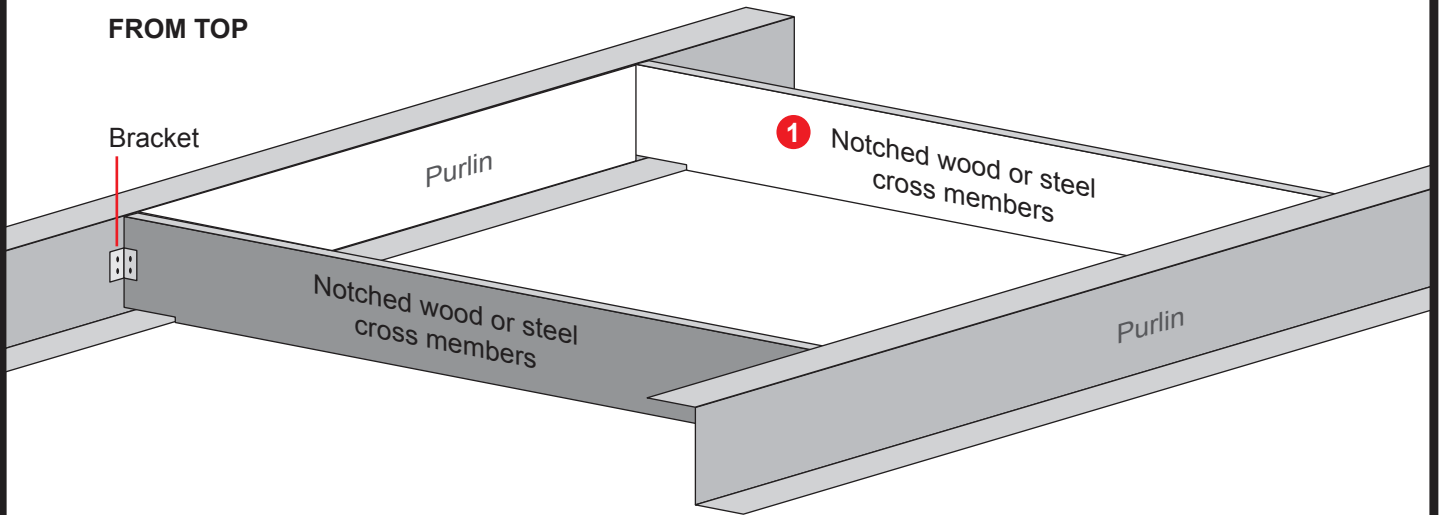 FROM TOP
Bracket
Purlin
1
Notched wood or steel
cross members
Notched wood or steel
cross members
Purlin